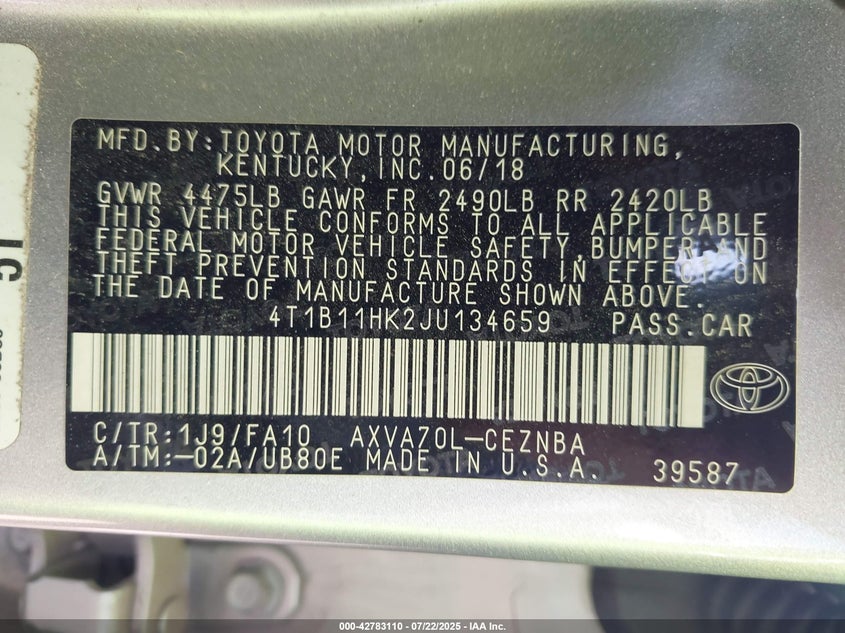 MFD.BY:TOYOTA MOTOR MANUFACTURING,
KENTUCKY,INC.06/18
GVWR 4475LB GAWR FR 2490LB RR 2420LB
THIS VEHICLE CONFORMS TO ALL APPLICABLE
FEDERAL MOTOR VEHICLE SAFETY,BUMPER,AND
THEFT PREVENTION STANDARDS IN EFFECT ON
THE DATE OF MANUFACTURE SHOWN ABOVE.
4T1B11HK2JU134659 PASS.CAR
C/TR:1J9/FA10 AXVA70L-CEZNBA
A/TM:-02A/UB80E MADE IN U.S.A. 39587
000-42783110 - 07/22/2025 - IAA Inc.